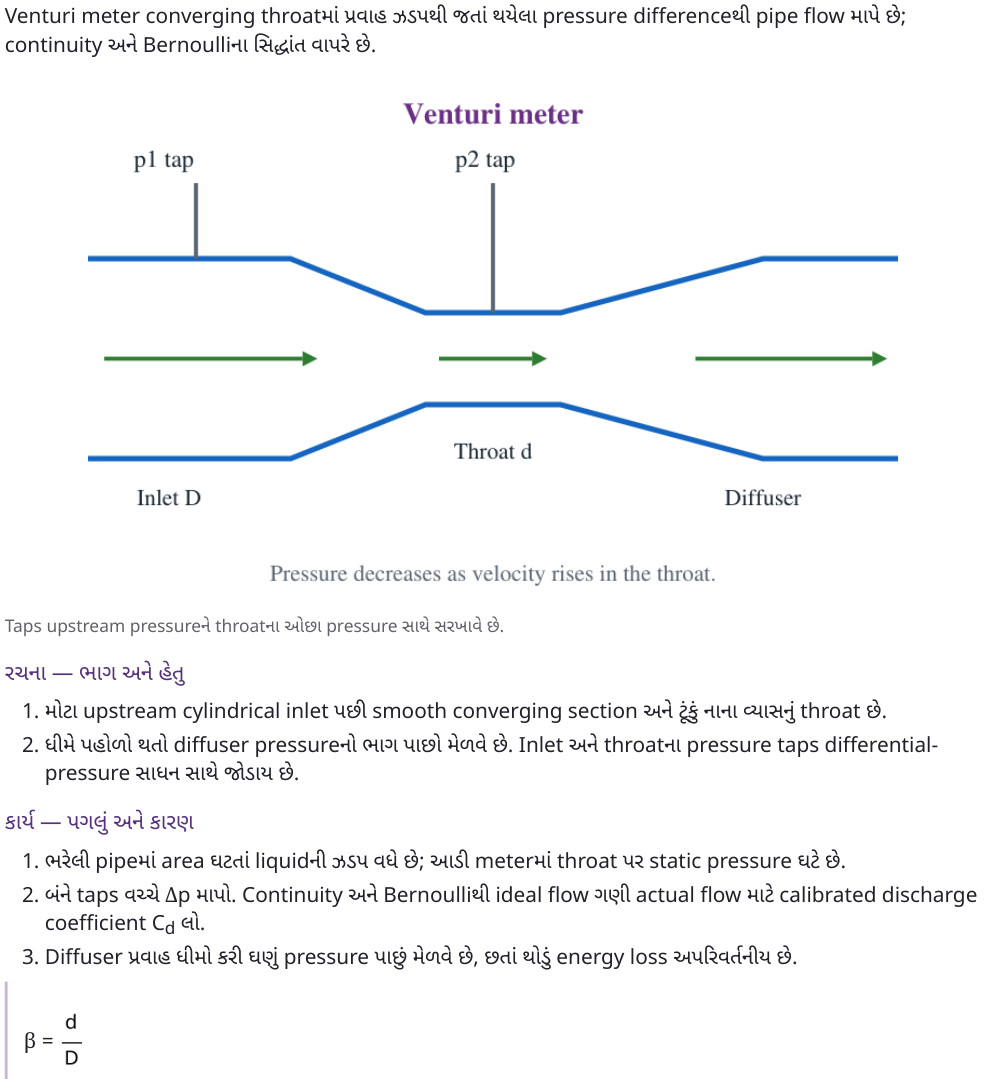 Venturi meter converging throatમાં પ્રવાહ ઝડપથી જતાં થયેલા pressure differenceથી pipe flow માપે છે;
continuity અને Bernoulliના સિદ્ધાંત વાપરે છે.
Venturi meter
p1 tap
p2 tap
Throat d
Inlet D
Diffuser
Pressure decreases as velocity rises in the throat.
Taps upstream pressureને throatના ઓછા pressure સાથે સરખાવે છે.
રચના — ભાગ અને હેતુ
1. મોટા upstream cylindrical inlet પછી smooth converging section અને ટૂંકું નાના વ્યાસનું throat છે.
2. ધીમે પહોળો થતો diffuser pressureનો ભાગ પાછો મેળવે છે. Inlet અને throatના pressure taps differential-
pressure સાધન સાથે જોડાય છે.
કાર્ય — પગલું અને કારણ
1. ભરેલી pipeમાં area ઘટતાં liquidની ઝડપ વધે છે; આડી meterમાં throat પર static pressure ઘટે છે.
2. બંને taps વચ્ચે Δp માપો. Continuity અને Bernoulliથી ideal flow ગણી actual flow માટે calibrated discharge
coefficient C_d લો.
3. Diffuser પ્રવાહ ધીમો કરી ઘણું pressure પાછું મેળવે છે, છતાં થોડું energy loss અપરિવર્તનીય છે.
β = d/D